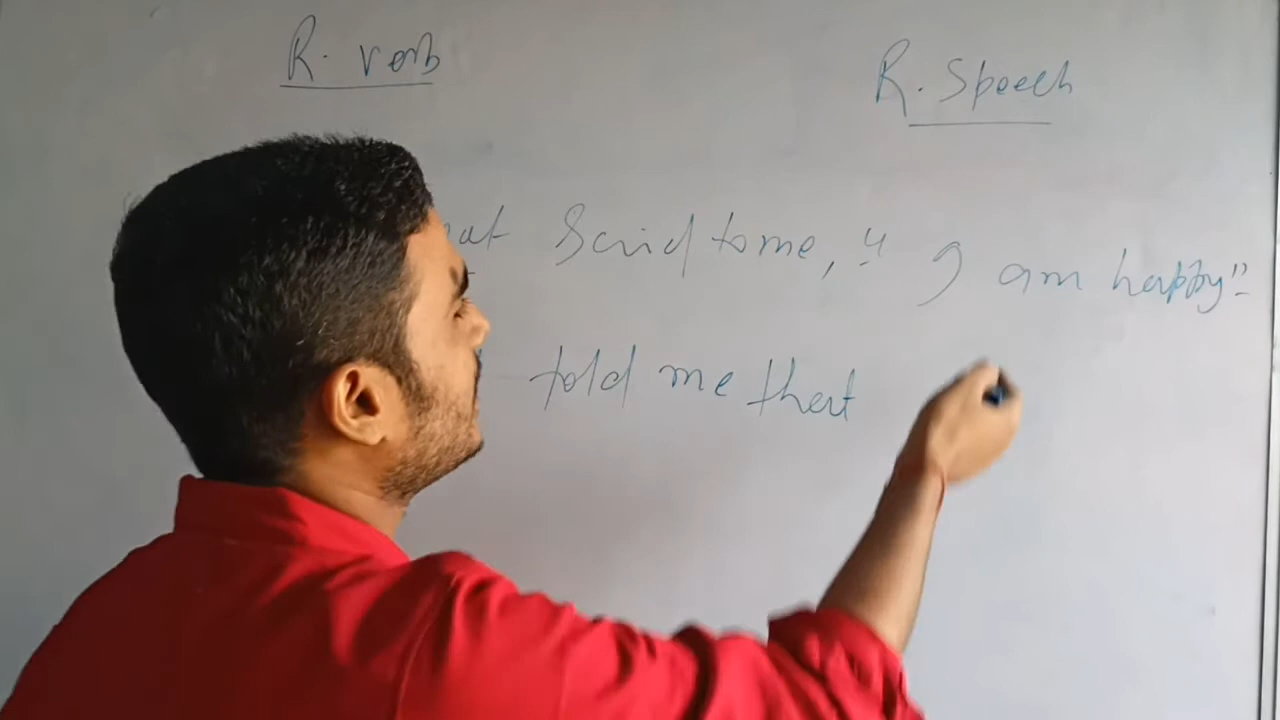 R. verb
R. Speech
said to me, " I am happy"
told me that